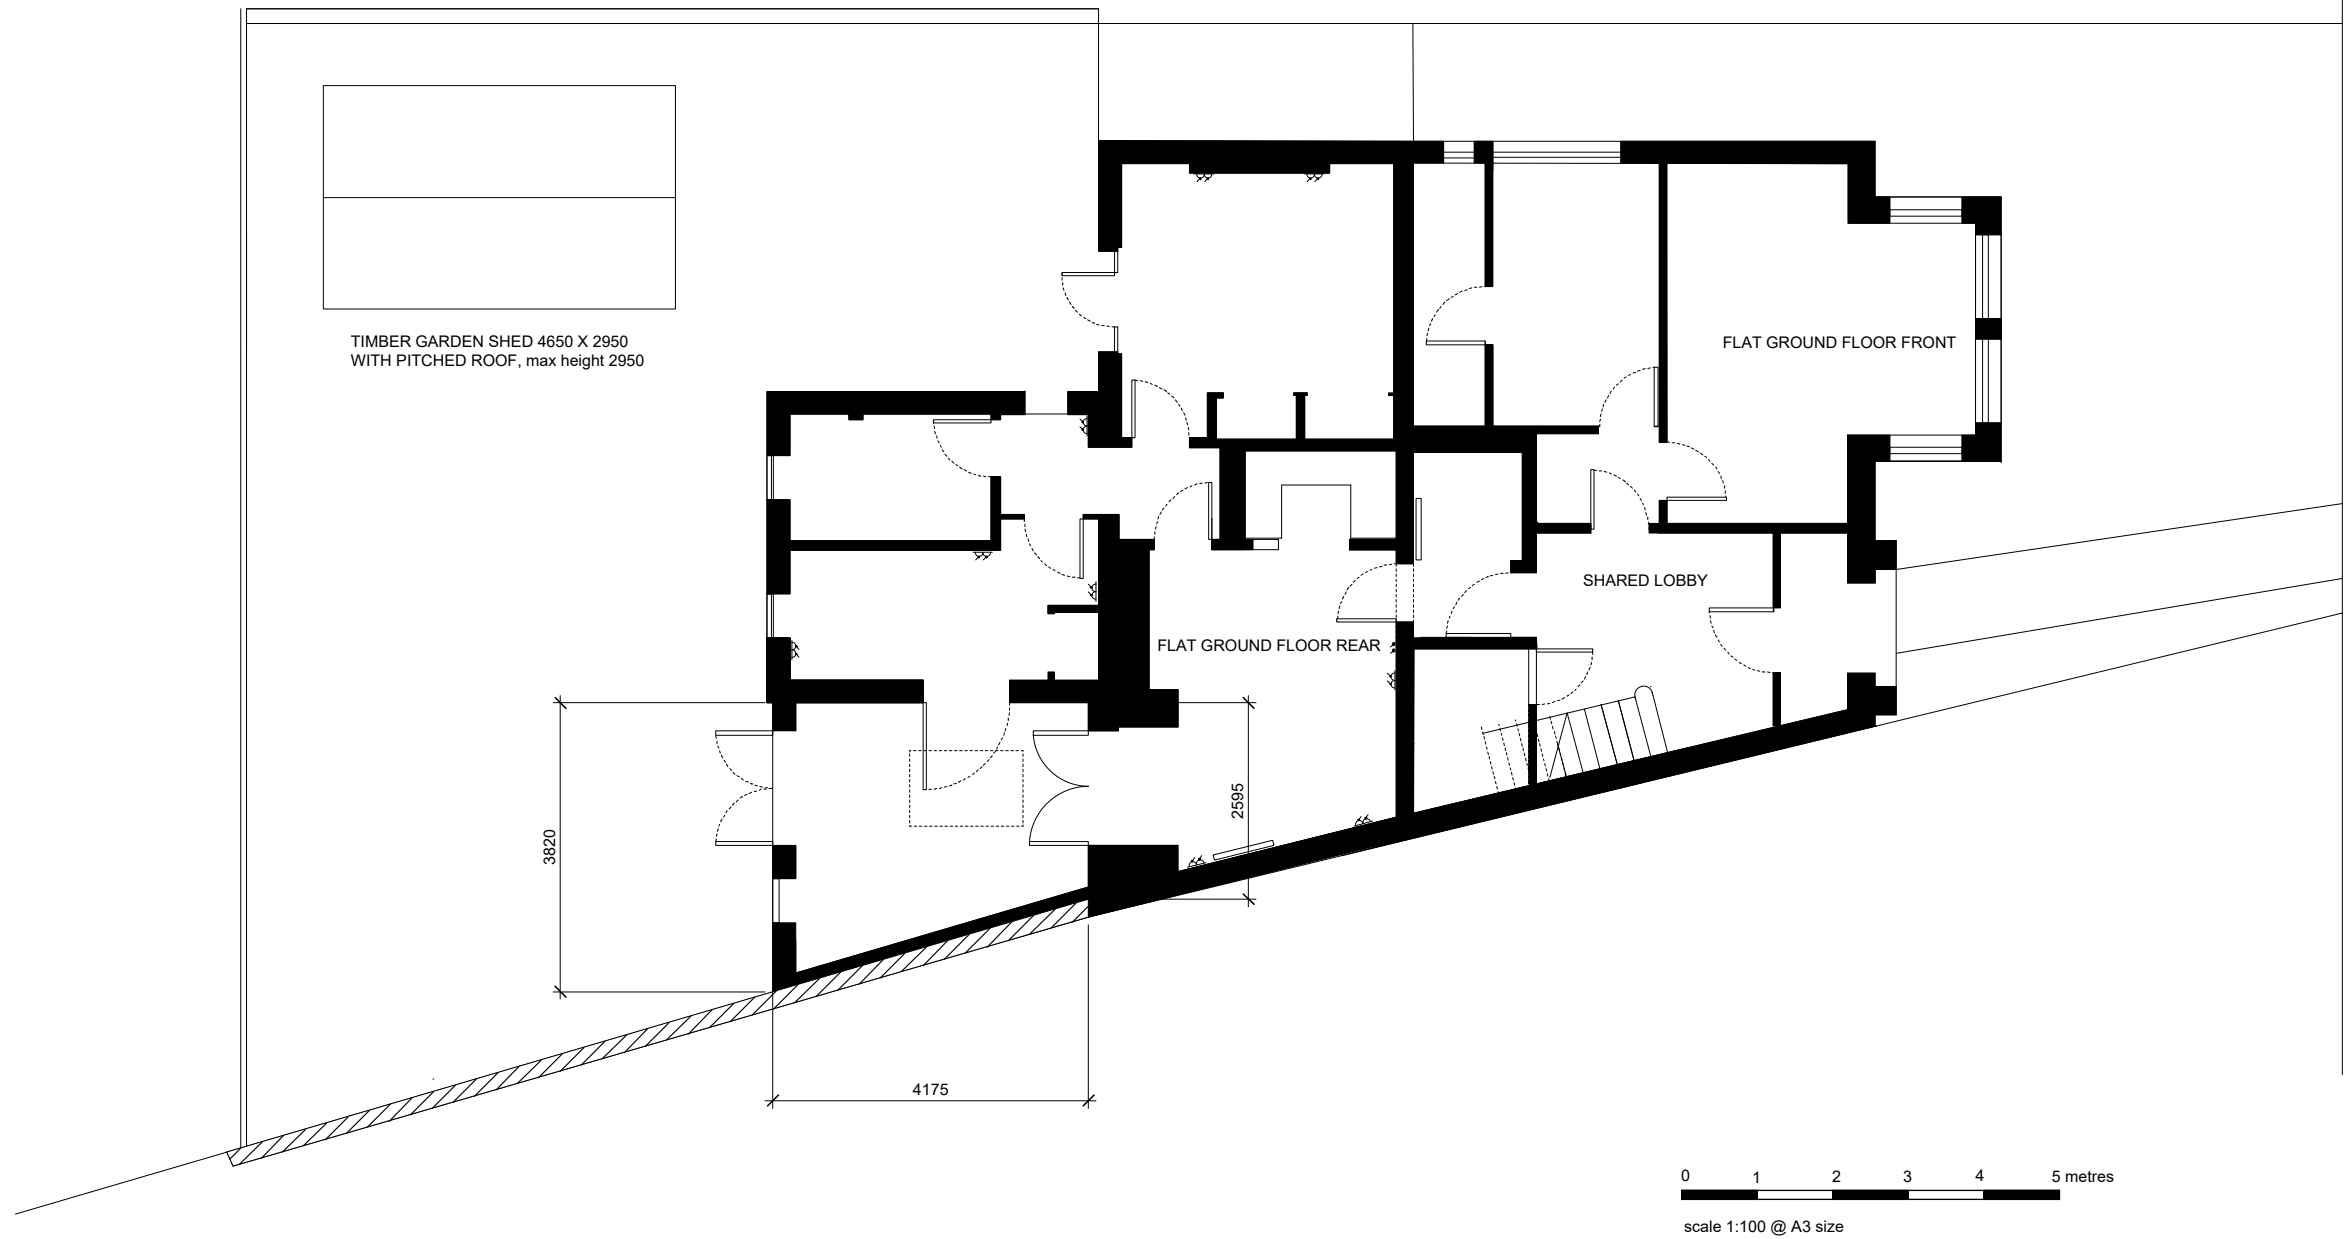 TIMBER GARDEN SHED 4650 X 2950
WITH PITCHED ROOF, max height 2950
FLAT GROUND FLOOR FRONT
SHARED LOBBY
FLAT GROUND FLOOR REAR
2595
3820
4175
0 1 2 3 4 5 metres
scale 1:100 @ A3 size